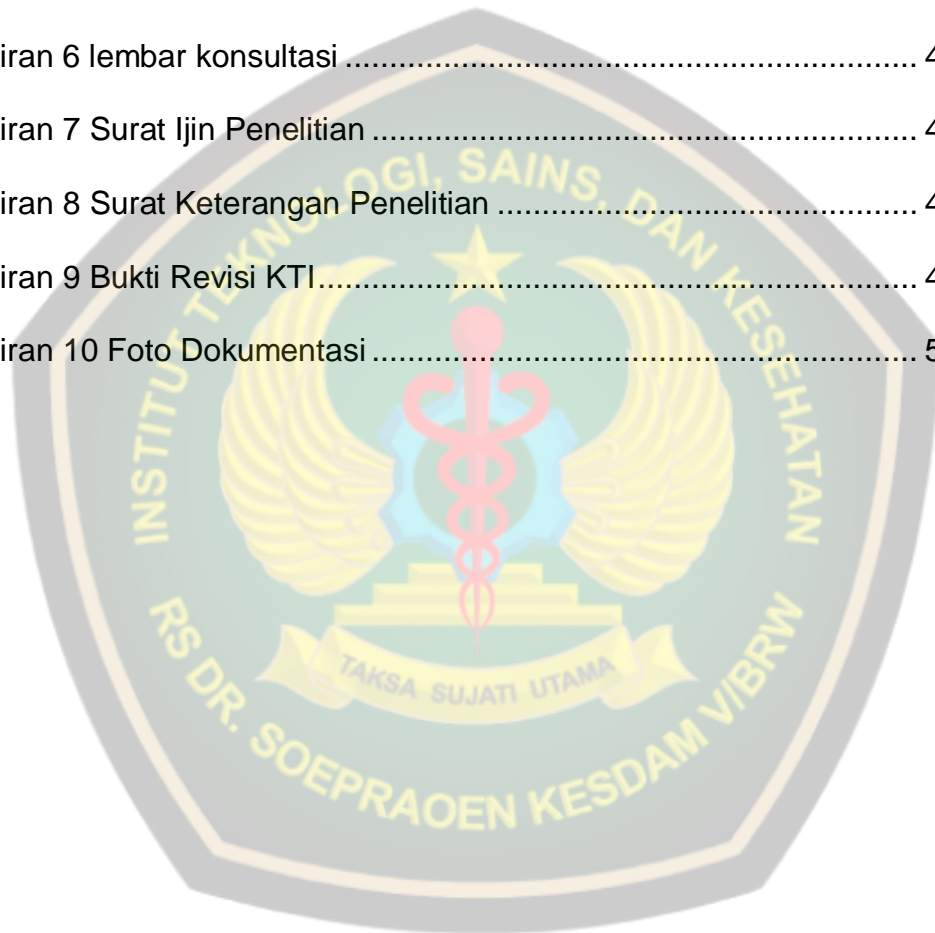 iran 6 lembar konsultasi ........................................................................ 4
iran 7 Surat Ijin Penelitian ..................................................................... 4
iran 8 Surat Keterangan Penelitian ...................................................... 4
iran 9 Bukti Revisi KTI ........................................................................... 4
iran 10 Foto Dokumentasi ..................................................................... 5
INSTITUT TEKNOLOGI, SAINS, DAN KESEHATAN
TAKSA SUJATI UTAMA
RS DR. SOEPRAOEN KESDAM V/BRW